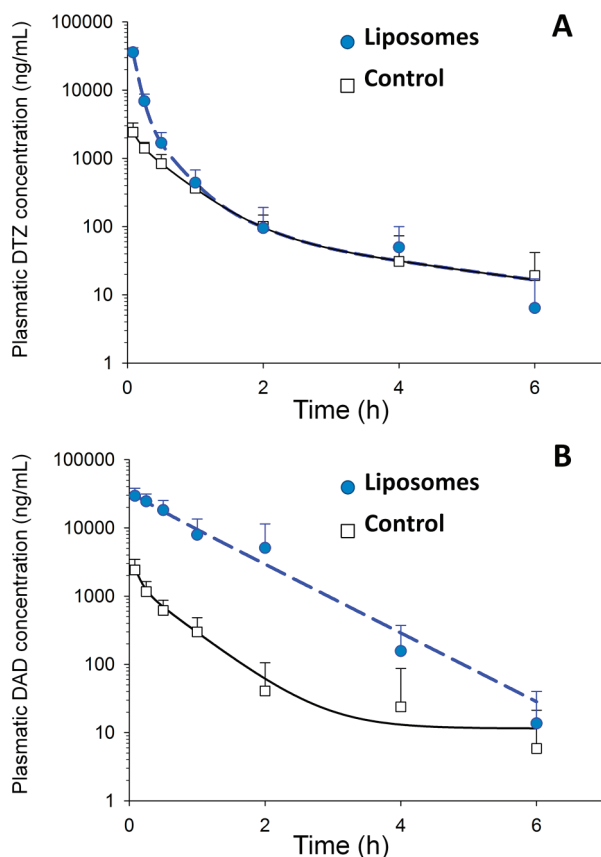 A
Liposomes
Control
Plasmatic DTZ concentration (ng/mL)
100000
10000
1000
100
10
1
0 2 4 6
Time (h)
B
Liposomes
Control
Plasmatic DAD concentration (ng/mL)
100000
10000
1000
100
10
1
0 2 4 6
Time (h)